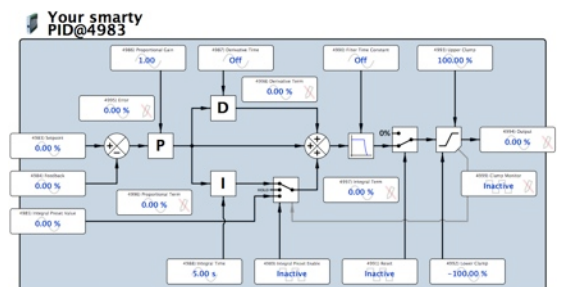 Your smarty
PID@4983
4986) Proportional Gain
1.00
4987) Derivative Time
Off
4990) Filter Time Constant
Off
4993) Upper Clamp
100.00 %
4998) Derivative Term
0.00 %
4995) Error
0.00 %
D
0%
4994) Output
0.00 %
4983) Setpoint
0.00 %
P
4984) Feedback
0.00 %
I
HOLD
4997) Integral Term
0.00 %
4999) Clamp Monitor
Inactive
4996) Proportional Term
0.00 %
4985) Integral Preset Value
0.00 %
4988) Integral Time
5.00 s
4989) Integral Preset Enable
Inactive
4991) Reset
Inactive
4992) Lower Clamp
-100.00 %